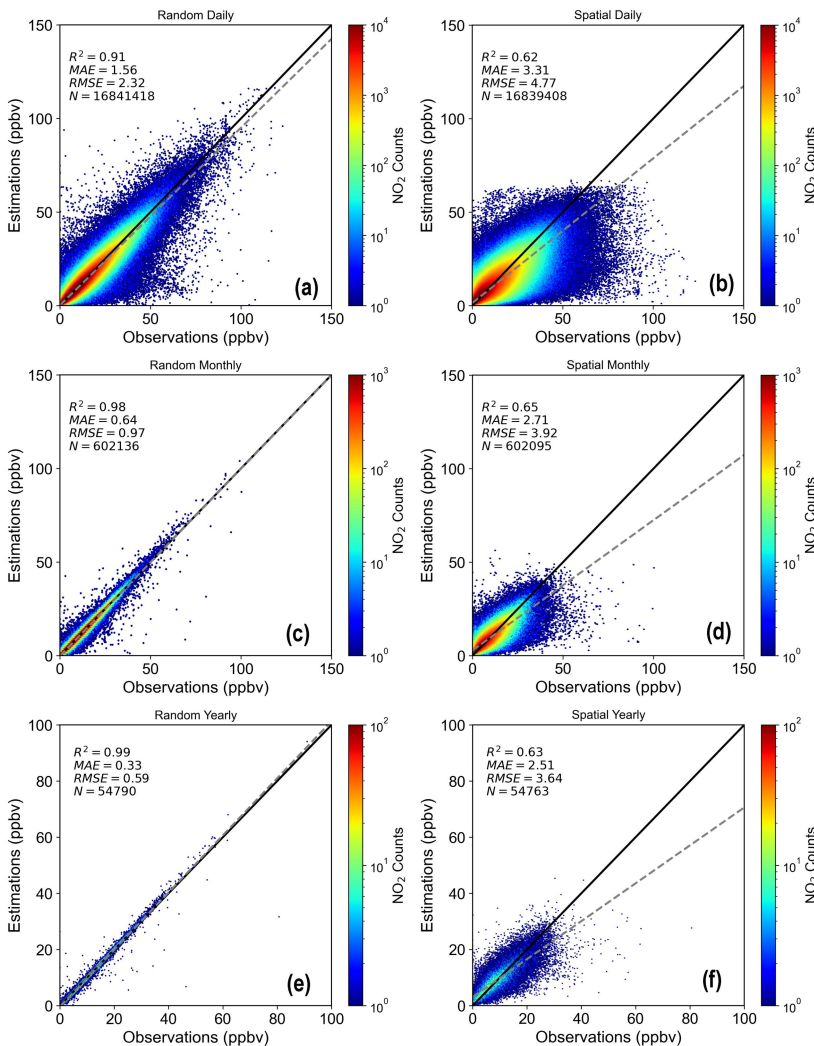 Random Daily
150
100
50
0
Estimations (ppbv)
R² = 0.91
MAE = 1.56
RMSE = 2.32
N = 16841418
(a)
0 50 100 150
Observations (ppbv)
10⁴
10³
10²
10¹
10⁰
NO₂ Counts
Spatial Daily
150
100
50
0
Estimations (ppbv)
R² = 0.62
MAE = 3.31
RMSE = 4.77
N = 16839408
(b)
0 50 100 150
Observations (ppbv)
10⁴
10³
10²
10¹
10⁰
NO₂ Counts
Random Monthly
150
100
50
0
Estimations (ppbv)
R² = 0.98
MAE = 0.64
RMSE = 0.97
N = 602136
(c)
0 50 100 150
Observations (ppbv)
10³
10²
10¹
10⁰
NO₂ Counts
Spatial Monthly
150
100
50
0
Estimations (ppbv)
R² = 0.65
MAE = 2.71
RMSE = 3.92
N = 602095
(d)
0 50 100 150
Observations (ppbv)
10³
10²
10¹
10⁰
NO₂ Counts
Random Yearly
100
80
60
40
20
0
Estimations (ppbv)
R² = 0.99
MAE = 0.33
RMSE = 0.59
N = 54790
(e)
0 20 40 60 80 100
Observations (ppbv)
10²
10¹
10⁰
NO₂ Counts
Spatial Yearly
100
80
60
40
20
0
Estimations (ppbv)
R² = 0.63
MAE = 2.51
RMSE = 3.64
N = 54763
(f)
0 20 40 60 80 100
Observations (ppbv)
10²
10¹
10⁰
NO₂ Counts